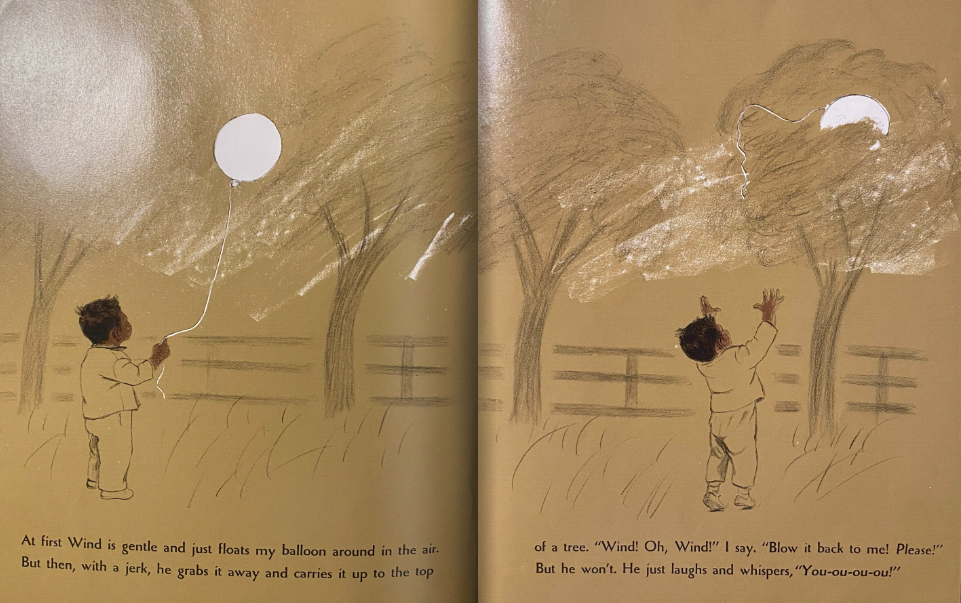 At first Wind is gentle and just floats my balloon around in the air.
But then, with a jerk, he grabs it away and carries it up to the top
of a tree. “Wind! Oh, Wind!” I say. “Blow it back to me! Please!”
But he won’t. He just laughs and whispers, “You-ou-ou-ou!”